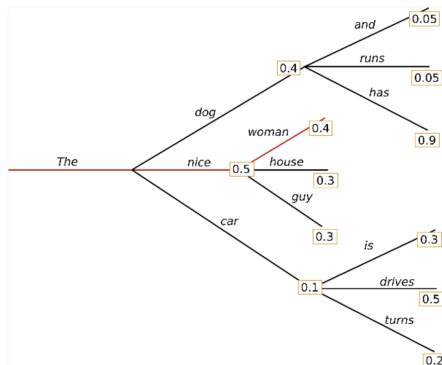 and
0.05
runs
0.4
0.05
has
dog
woman
0.4
0.9
The
nice
0.5
house
0.3
guy
car
0.3
is
0.3
0.1
drives
0.5
turns
0.2